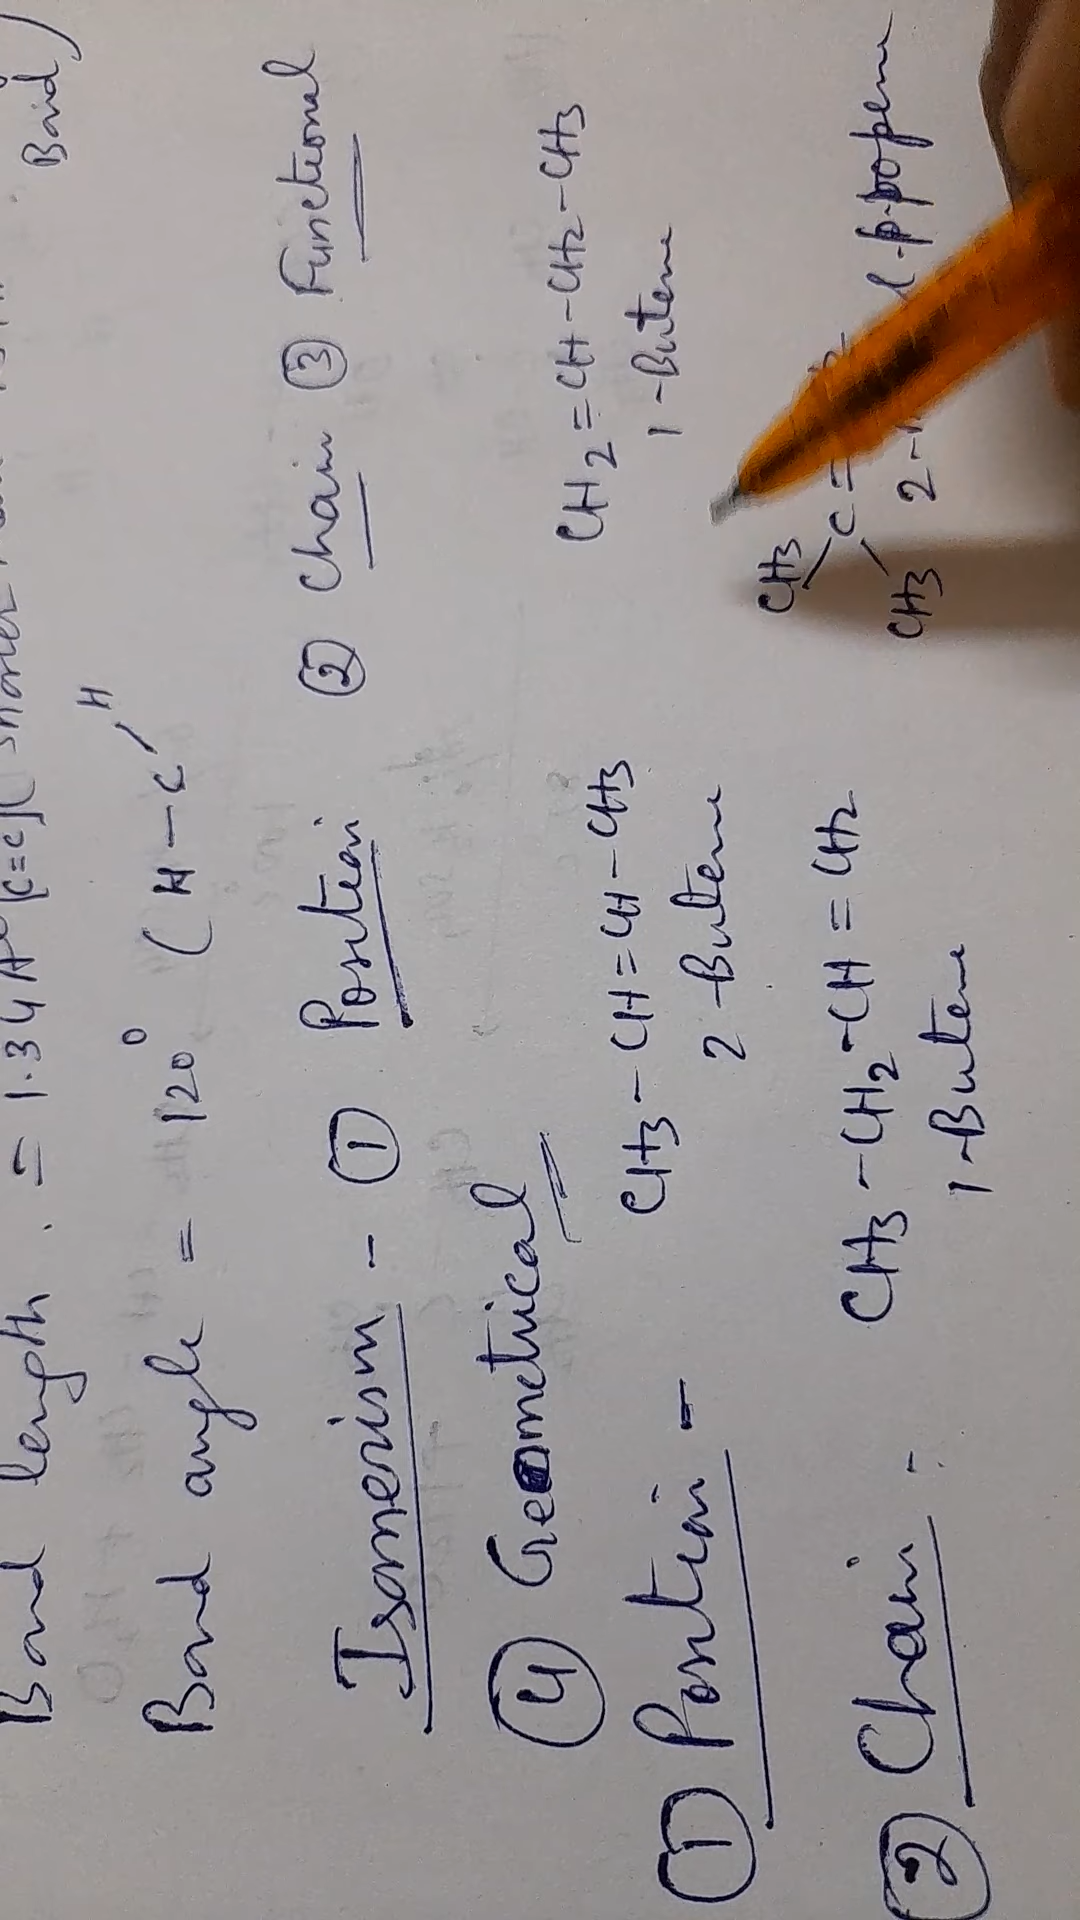 Bond length. = 1.34 A° [C=C] (
Bond)
Bond angle = 120° ( H - C H
Isomerism - ① Position ② Chain ③ Functional
④ Geometrical
① Position - CH3 - CH = CH - CH3 CH2 = CH - CH2 - CH3
2 - Butene 1 - Butene
② Chain - CH3 - CH2 - CH = CH2 CH3 C = CH3
1 - Butene 2 - propene